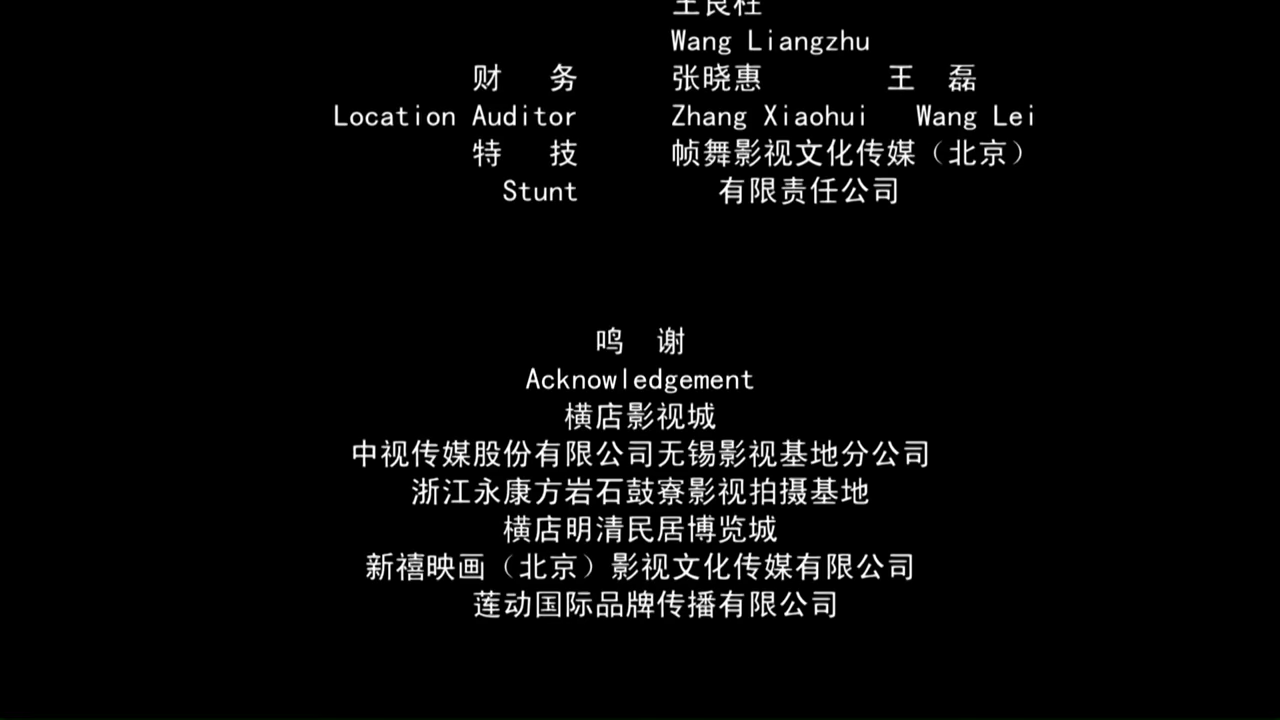 王良柱
Wang Liangzhu
财 务 张晓惠 王 磊
Location Auditor Zhang Xiaohui Wang Lei
特 技 帧舞影视文化传媒（北京）
Stunt 有限责任公司
鸣 谢
Acknowledgement
横店影视城
中视传媒股份有限公司无锡影视基地分公司
浙江永康方岩石鼓寮影视拍摄基地
横店明清民居博览城
新禧映画（北京）影视文化传媒有限公司
莲动国际品牌传播有限公司